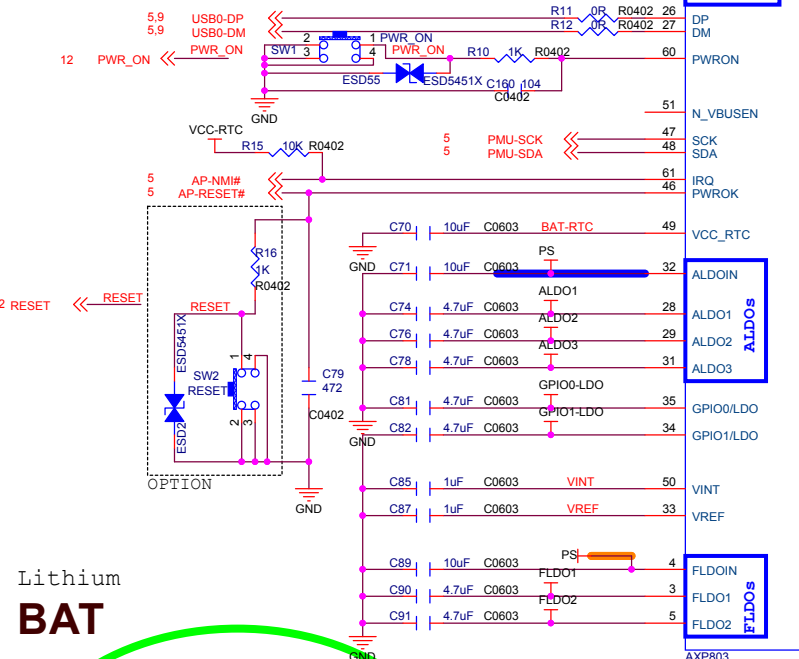 5,9 USB0-DP R11 0R R0402 26 DP
5,9 USB0-DM R12 0R R0402 27 DM
2 1 PWR_ON
12 PWR_ON PWR_ON SW1 3 4 PWR_ON R10 1K R0402 60 PWRON
ESD55 ESD5451X C160 104
C0402
GND
51 N_VBUSEN
VCC-RTC
R15 10K R0402
5 PMU-SCK 47 SCK
5 PMU-SDA 48 SDA
5 AP-NMI# 61 IRQ
5 AP-RESET# 46 PWROK
C70 10uF C0603 BAT-RTC 49 VCC_RTC
GND
R16
1K
R0402
PS
C71 10uF C0603 32 ALDOIN
ALDO1
2 RESET RESET RESET
C74 4.7uF C0603 28 ALDO1
ALDO2
C76 4.7uF C0603 29 ALDO2
ALDO3
C78 4.7uF C0603 31 ALDO3
ALDOs
ESD5451X
1 4
SW2
RESET
2 3
ESD2
C79
472
C0402
GPIO0-LDO
C81 4.7uF C0603 35 GPIO0/LDO
GPIO1-LDO
GND
C82 4.7uF C0603 34 GPIO1/LDO
OPTION
GND
C85 1uF C0603 VINT 50 VINT
C87 1uF C0603 VREF 33 VREF
PS
C89 10uF C0603 4 FLDOIN
FLDO1
C90 4.7uF C0603 3 FLDO1
FLDO2
C91 4.7uF C0603 5 FLDO2
FLDOs
GND
AXP803
Lithium
BAT